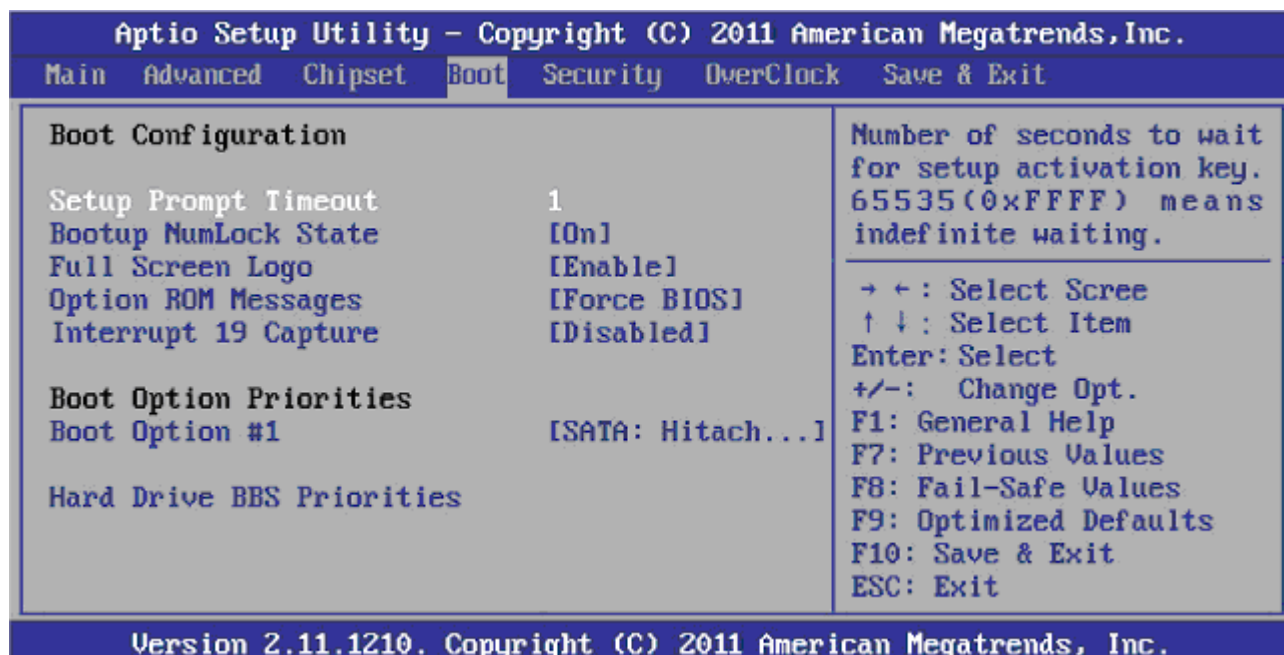 Aptio Setup Utility – Copyright (C) 2011 American Megatrends,Inc.
Main Advanced Chipset Boot Security OverClock Save & Exit
Boot Configuration
Setup Prompt Timeout 1
Bootup NumLock State [On]
Full Screen Logo [Enable]
Option ROM Messages [Force BIOS]
Interrupt 19 Capture [Disabled]
Boot Option Priorities
Boot Option #1 [SATA: Hitach...]
Hard Drive BBS Priorities
Number of seconds to wait
for setup activation key.
65535(0xFFFF) means
indefinite waiting.
→ ←: Select Scree
↑ ↓: Select Item
Enter: Select
+/-: Change Opt.
F1: General Help
F7: Previous Values
F8: Fail-Safe Values
F9: Optimized Defaults
F10: Save & Exit
ESC: Exit
Version 2.11.1210. Copyright (C) 2011 American Megatrends, Inc.